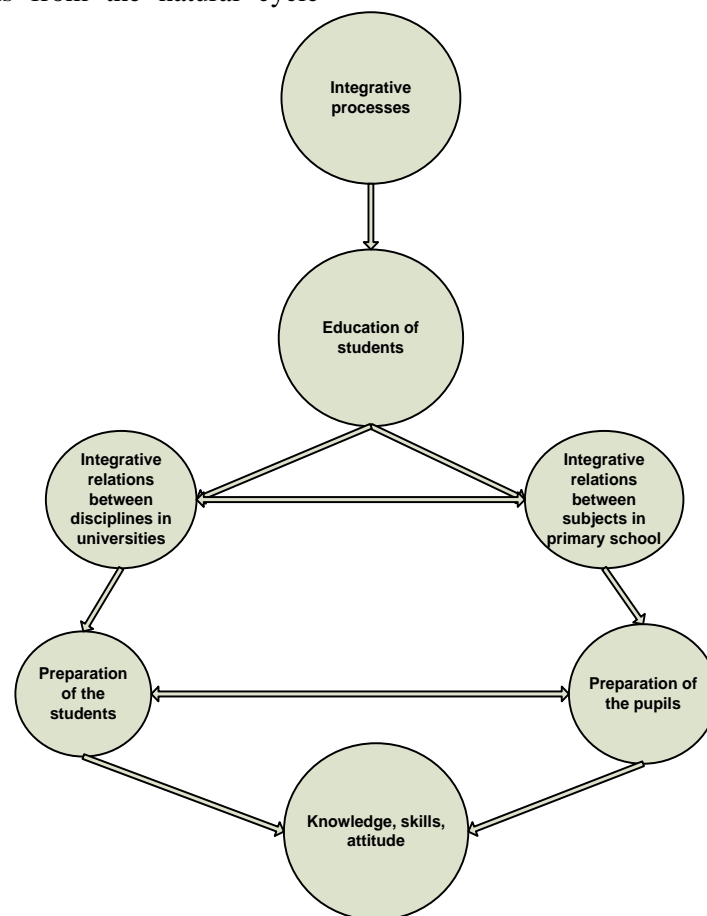 s from the natural cycle
Integrative
processes
Education of
students
Integrative
relations
between
disciplines in
universities
Integrative
relations
between
subjects in
primary school
Preparation
of the
students
Preparation of
the pupils
Knowledge, skills,
attitude